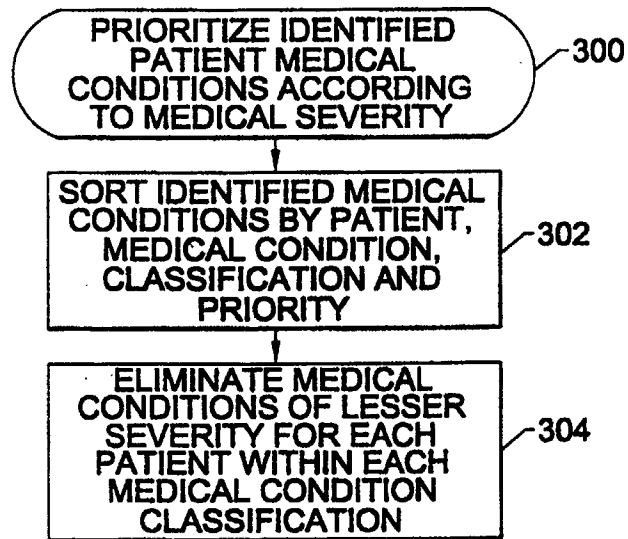 PRIORITIZE IDENTIFIED
PATIENT MEDICAL
CONDITIONS ACCORDING
TO MEDICAL SEVERITY
300
SORT IDENTIFIED MEDICAL
CONDITIONS BY PATIENT,
MEDICAL CONDITION,
CLASSIFICATION AND
PRIORITY
302
ELIMINATE MEDICAL
CONDITIONS OF LESSER
SEVERITY FOR EACH
PATIENT WITHIN EACH
MEDICAL CONDITION
CLASSIFICATION
304